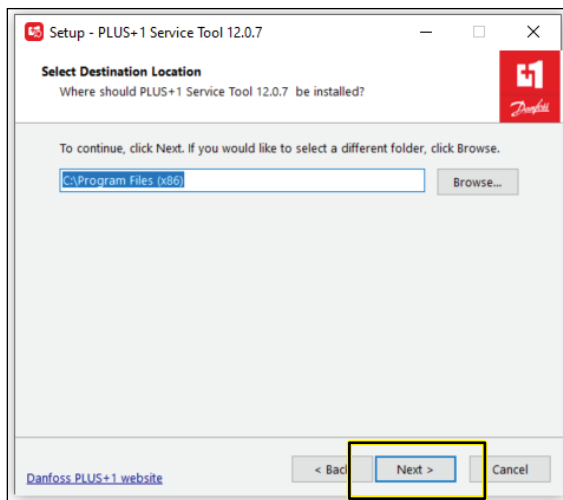 Setup - PLUS+1 Service Tool 12.0.7
Select Destination Location
Where should PLUS+1 Service Tool 12.0.7 be installed?
Danfoss
To continue, click Next. If you would like to select a different folder, click Browse.
C:\Program Files (x86)
Browse...
Danfoss PLUS+1 website
< Back
Next >
Cancel